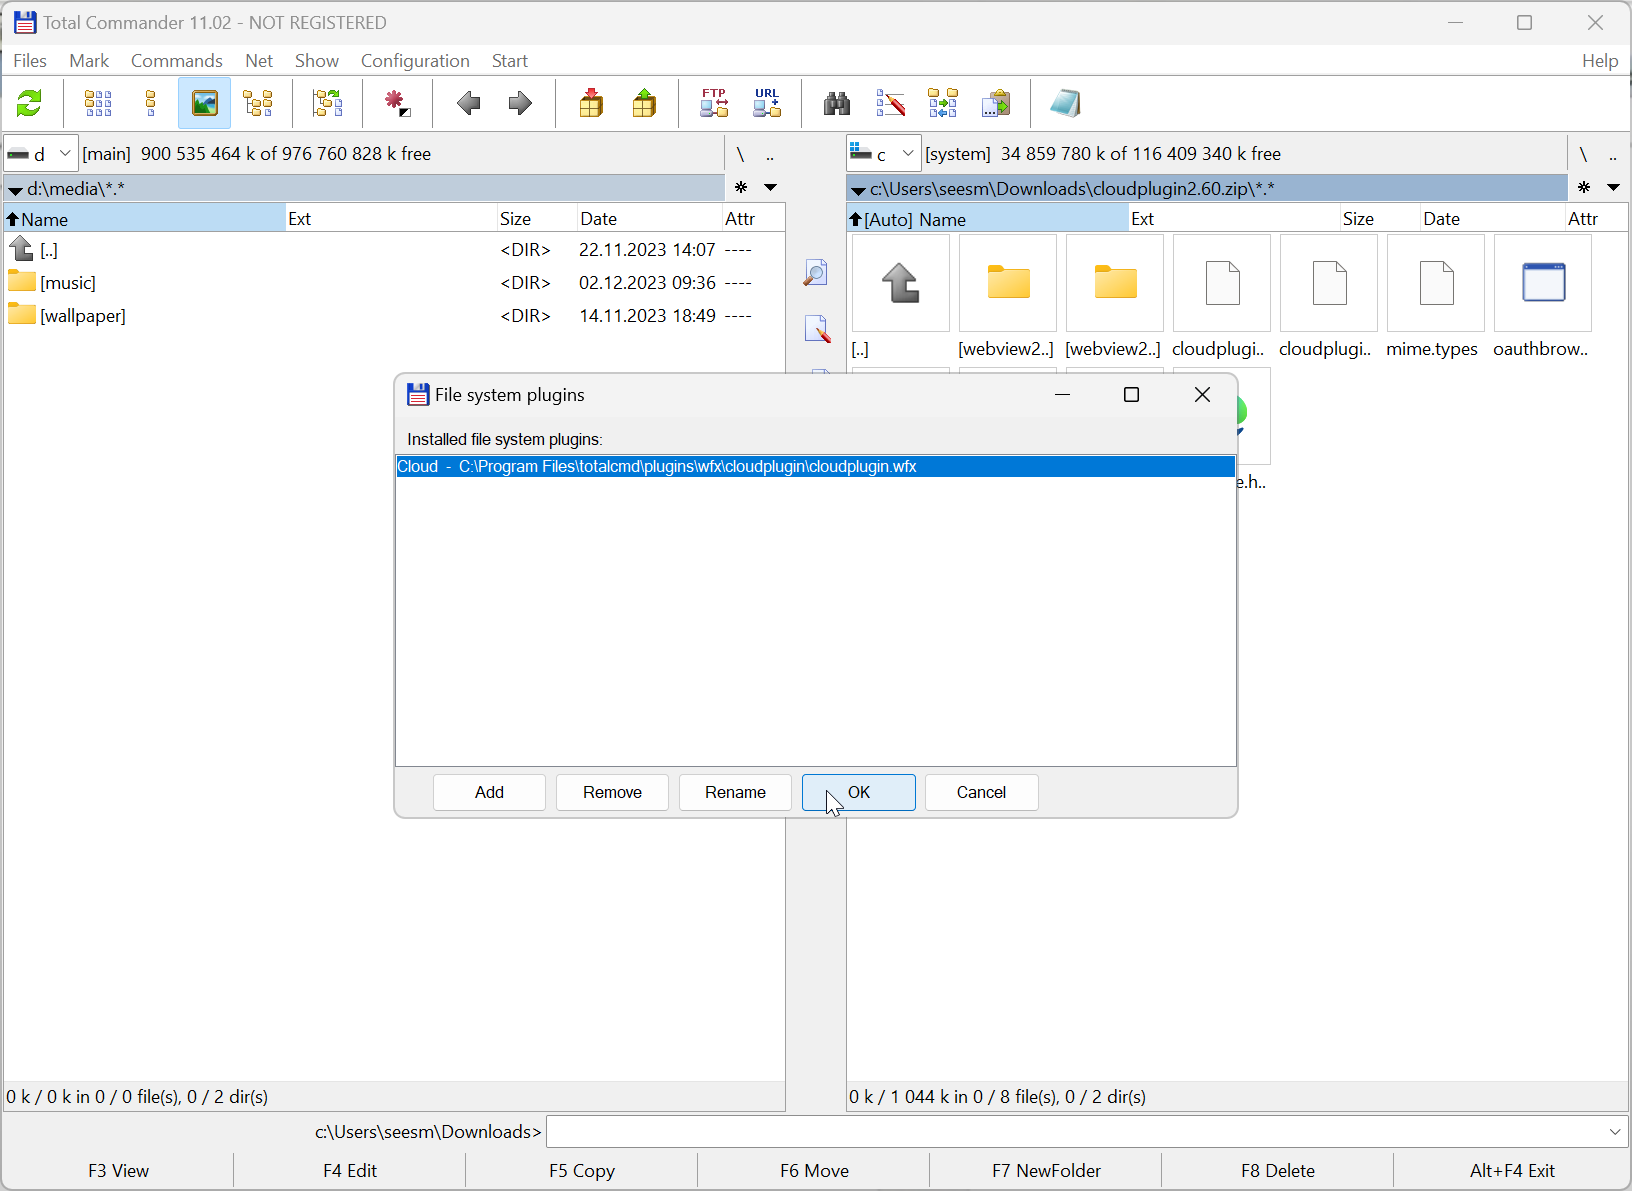 Total Commander 11.02 - NOT REGISTERED
Files Mark Commands Net Show Configuration Start Help
FTP URL
d [main] 900 535 464 k of 976 760 828 k free \ ..
c [system] 34 859 780 k of 116 409 340 k free \ ..
d:\media\*.* * 
c:\Users\seesm\Downloads\cloudplugin2.60.zip\*.* *
Name Ext Size Date Attr
[Auto] Name Ext Size Date Attr
[..] <DIR> 22.11.2023 14:07 ----
[music] <DIR> 02.12.2023 09:36 ----
[wallpaper] <DIR> 14.11.2023 18:49 ----
[..] [webview2..] [webview2..] cloudplugi.. cloudplugi.. mime.types oauthbrow..
e.h..
File system plugins
Installed file system plugins:
Cloud - C:\Program Files\totalcmd\plugins\wfx\cloudplugin\cloudplugin.wfx
Add Remove Rename OK Cancel
0 k / 0 k in 0 / 0 file(s), 0 / 2 dir(s)
0 k / 1 044 k in 0 / 8 file(s), 0 / 2 dir(s)
c:\Users\seesm\Downloads>
F3 View F4 Edit F5 Copy F6 Move F7 NewFolder F8 Delete Alt+F4 Exit